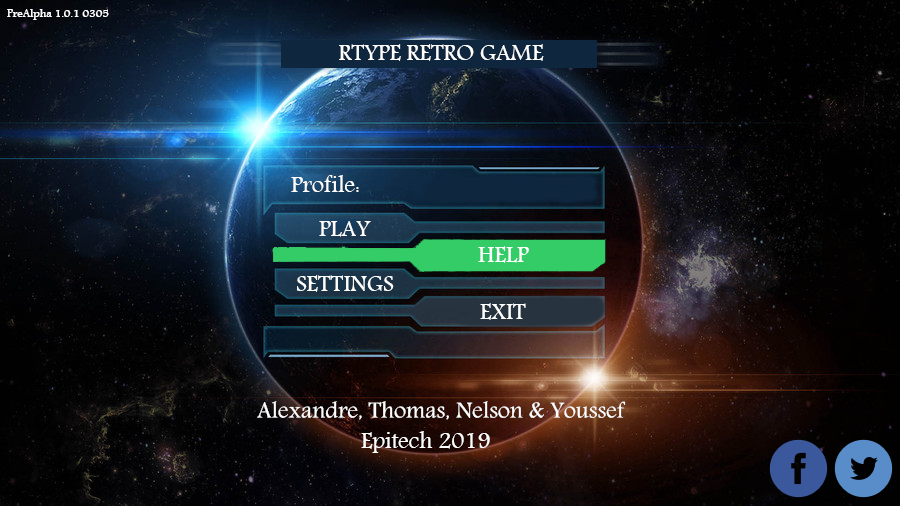 PreAlpha 1.0.1 0305
RTYPE RETRO GAME
Profile:
PLAY
HELP
SETTINGS
EXIT
Alexandre, Thomas, Nelson & Youssef
Epitech 2019